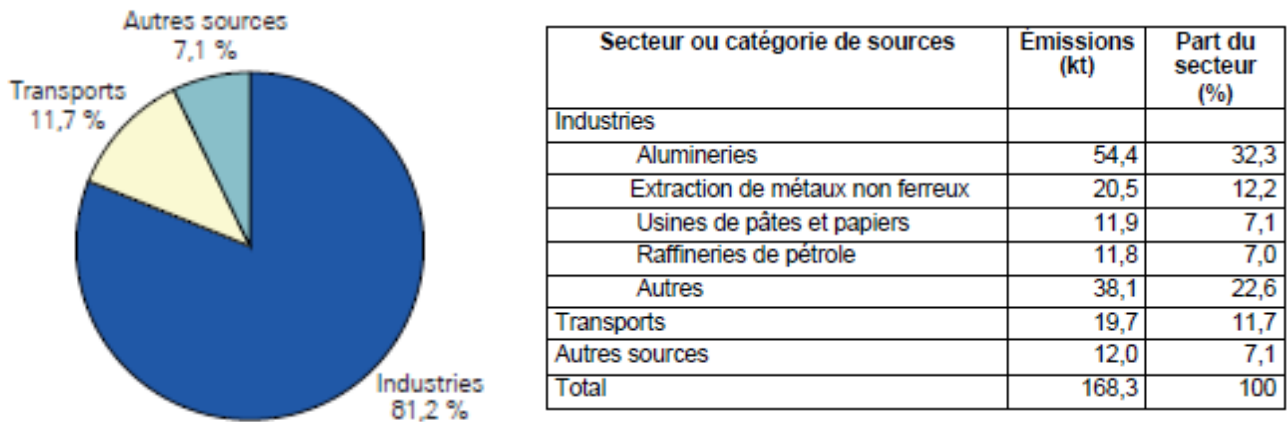 Autres sources
7,1 %
Transports
11,7 %
Industries
81,2 %
Secteur ou catégorie de sources Émissions (kt) Part du secteur (%)
Industries
Alumineries 54,4 32,3
Extraction de métaux non ferreux 20,5 12,2
Usines de pâtes et papiers 11,9 7,1
Raffineries de pétrole 11,8 7,0
Autres 38,1 22,6
Transports 19,7 11,7
Autres sources 12,0 7,1
Total 168,3 100